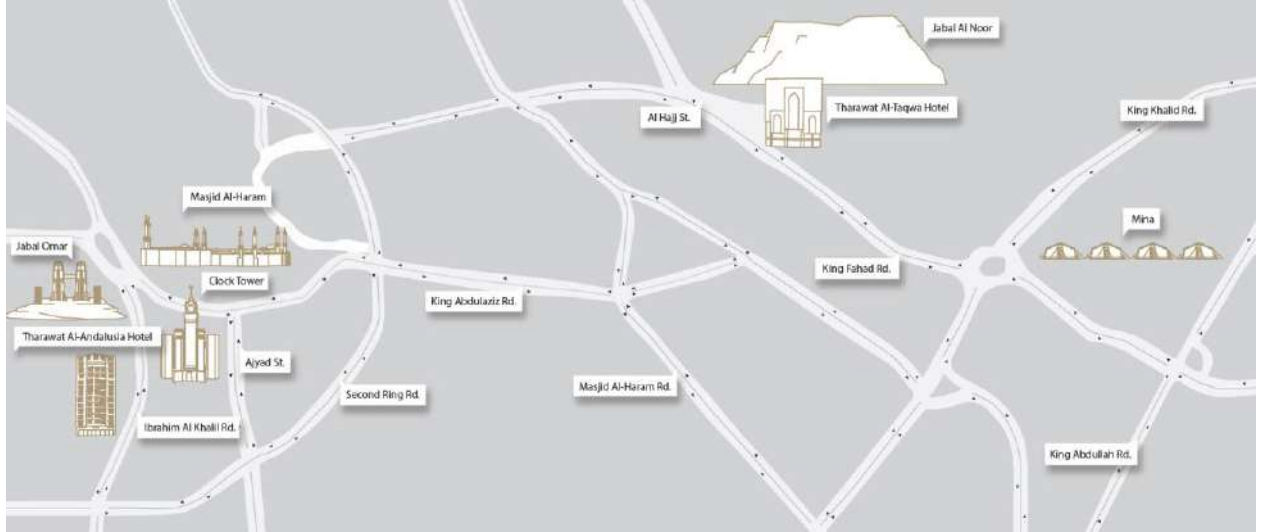 Jabal Al Noor
Tharawat Al-Taqwa Hotel
King Khalid Rd.
Al Hajj St.
Masjid Al-Haram
Mina
Jabal Omar
Clock Tower
King Fahad Rd.
King Abdulaziz Rd.
Tharawat Al-Andalusia Hotel
Ajyad St.
Masjid Al-Haram Rd.
Second Ring Rd.
Ibrahim Al Khalil Rd.
King Abdullah Rd.